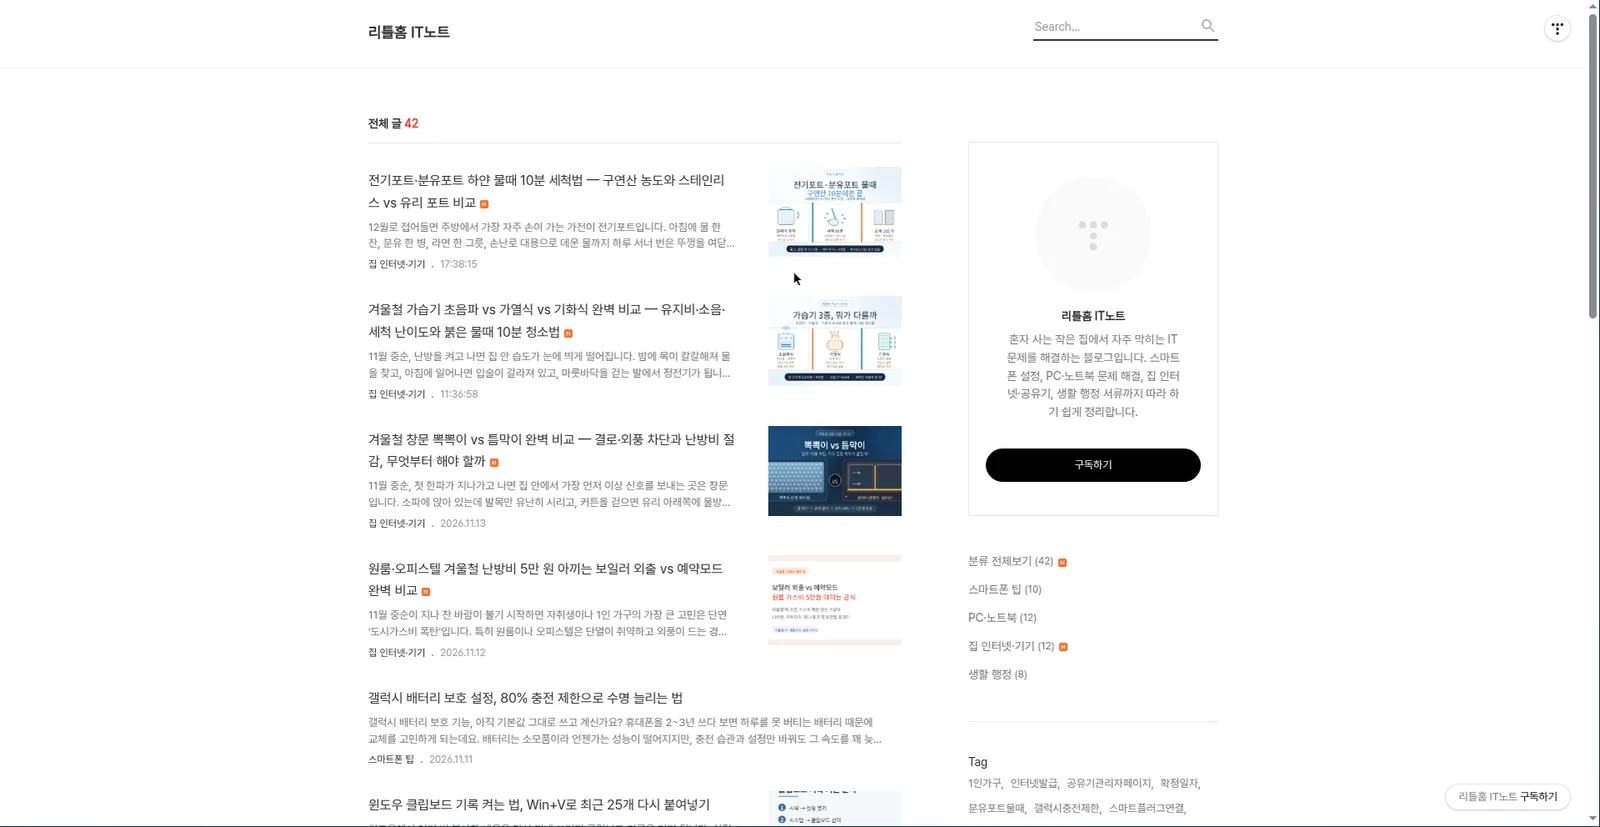 리틀홈 IT노트
Search...
전체 글 42
전기포트·분유포트 하얀 물때 10분 세척법 — 구연산 농도와 스테인리
스 vs 유리 포트 비교 N
12월로 접어들면 주방에서 가장 자주 손이 가는 가전이 전기포트입니다. 아침에 물 한
잔, 분유 한 병, 라면 한 그릇, 손난로 대용으로 데운 물까지 하루 서너 번은 뚜껑을 여닫...
집 인터넷·기기 . 17:38:15
전기포트·분유포트 물때
구연산 10분이면 끝
겨울철 가습기 초음파 vs 가열식 vs 기화식 완벽 비교 — 유지비·소음·
세척 난이도와 붉은 물때 10분 청소법 N
11월 중순, 난방을 켜고 나면 집 안 습도가 눈에 띄게 떨어집니다. 밤에 목이 칼칼해져 물
을 찾고, 아침에 일어나면 입술이 갈라져 있고, 마룻바닥을 걷는 발에서 정전기가 튑니...
집 인터넷·기기 . 11:36:58
가습기 3종, 뭐가 다를까
겨울철 창문 뽁뽁이 vs 틈막이 완벽 비교 — 결로·외풍 차단과 난방비 절
감, 무엇부터 해야 할까 N
11월 중순, 첫 한파가 지나가고 나면 집 안에서 가장 먼저 이상 신호를 보내는 곳은 창문
입니다. 소파에 앉아 있는데 발목만 유난히 시리고, 커튼을 걷으면 유리 아래쪽에 물방...
집 인터넷·기기 . 2026.11.13
뽁뽁이 vs 틈막이
VS
원룸·오피스텔 겨울철 난방비 5만 원 아끼는 보일러 외출 vs 예약모드
완벽 비교 N
11월 중순이 지나 찬 바람이 불기 시작하면 자취생이나 1인 가구의 가장 큰 고민은 단연
'도시가스비 폭탄'입니다. 특히 원룸이나 오피스텔은 단열이 취약하고 외풍이 드는 경...
집 인터넷·기기 . 2026.11.12
보일러 외출 vs 예약모드
원룸 가스비 5만원 아끼는 공식
갤럭시 배터리 보호 설정, 80% 충전 제한으로 수명 늘리는 법
갤럭시 배터리 보호 기능, 아직 기본값 그대로 쓰고 계신가요? 휴대폰을 2~3년 쓰다 보면 하루를 못 버티는 배터리 때문에
교체를 고민하게 되는데요. 배터리는 소모품이라 언젠가는 성능이 떨어지지만, 충전 습관과 설정만 바꿔도 그 속도를 꽤 늦...
스마트폰 팁 . 2026.11.11
윈도우 클립보드 기록 켜는 법, Win+V로 최근 25개 다시 붙여넣기
1 시작 → 설정 열기
2 시스템 → 클립보드 선택
리틀홈 IT노트
혼자 사는 작은 집에서 자주 막히는 IT
문제를 해결하는 블로그입니다. 스마트
폰 설정, PC·노트북 문제 해결, 집 인터
넷·공유기, 생활 행정 서류까지 따라 하
기 쉽게 정리합니다.
구독하기
분류 전체보기 (42) N
스마트폰 팁 (10)
PC·노트북 (12)
집 인터넷·기기 (12) N
생활 행정 (8)
Tag
1인가구, 인터넷발급, 공유기관리자페이지, 확정일자,
분유포트물때, 갤럭시충전제한, 스마트플러그연결,
리틀홈 IT노트 구독하기